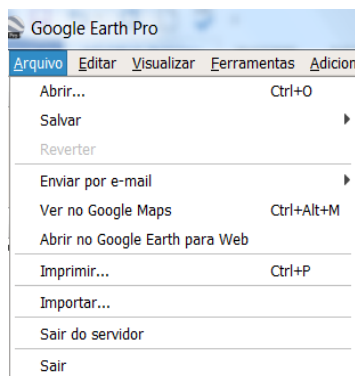 Google Earth Pro
Arquivo Editar Visualizar Ferramentas Adicion
Abrir... Ctrl+O
Salvar
Reverter
Enviar por e-mail
Ver no Google Maps Ctrl+Alt+M
Abrir no Google Earth para Web
Imprimir... Ctrl+P
Importar...
Sair do servidor
Sair